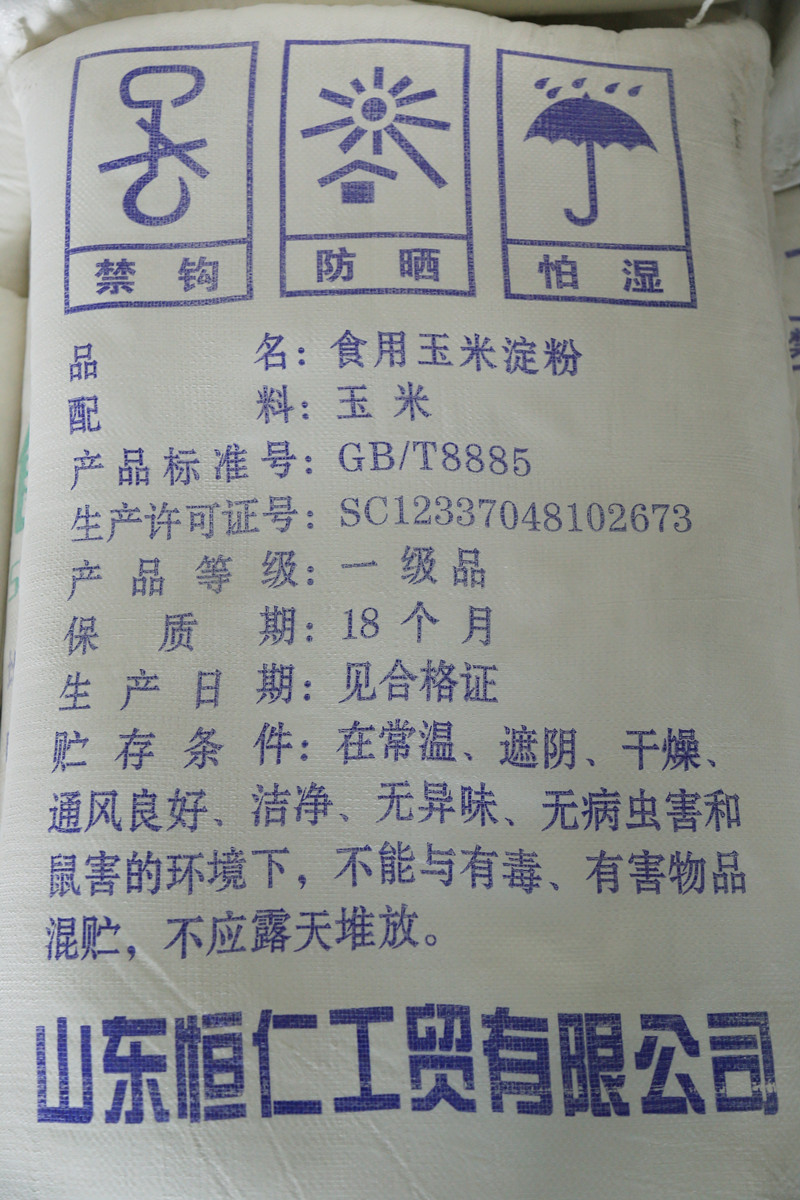 禁钩 防晒 怕湿
品名：食用玉米淀粉
配料：玉米
产品标准号：GB/T8885
生产许可证号：SC12337048102673
产品等级：一级品
保质期：18个月
生产日期：见合格证
贮存条件：在常温、遮阴、干燥、
通风良好、洁净、无异味、无病虫害和
鼠害的环境下，不能与有毒、有害物品
混贮，不应露天堆放。
山东恒仁工贸有限公司